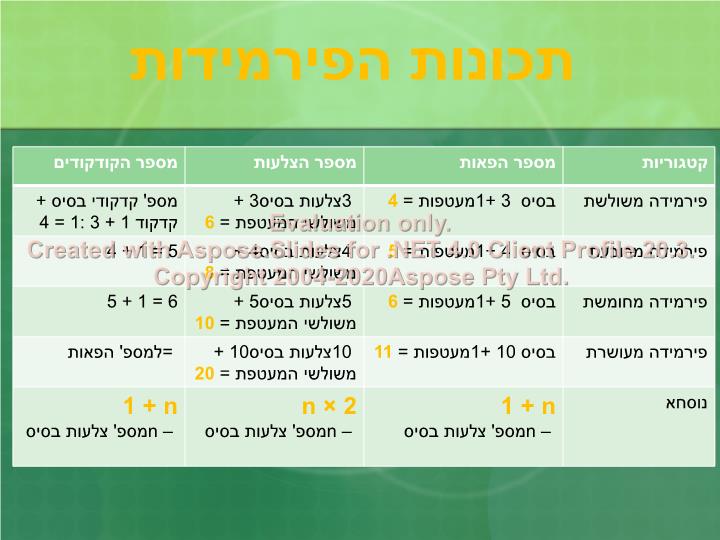 תכונות הפירמידות
קטגוריות
מספר הפאות
מספר הצלעות
מספר הקודקודים
פירמידה משולשת
בסיס 3 +1מעטפות = 4
3צלעות בסיס3 +
משולשי המעטפת = 6
מספ' קדקודי בסיס +
קדקוד 1 + 3 :1 = 4
פירמידה מרובעת
בסיס 4 +1מעטפות = 5
4צלעות בסיס4 +
משולשי המעטפת = 8
4 + 1 = 5
Evaluation only.
Created with Aspose.Slides for .NET 4.0 Client Profile 20.3.
Copyright 2004-2020Aspose Pty Ltd.
פירמידה מחומשת
בסיס 5 +1מעטפות = 6
5צלעות בסיס5 +
משולשי המעטפת = 10
5 + 1 = 6
פירמידה מעושרת
בסיס 10 +1מעטפות = 11
10צלעות בסיס10 +
משולשי המעטפת = 20
=למספ' הפאות
נוסחא
1 + n
– nמספ' צלעות בסיס
n × 2
– nמספ' צלעות בסיס
1 + n
– nמספ' צלעות בסיס